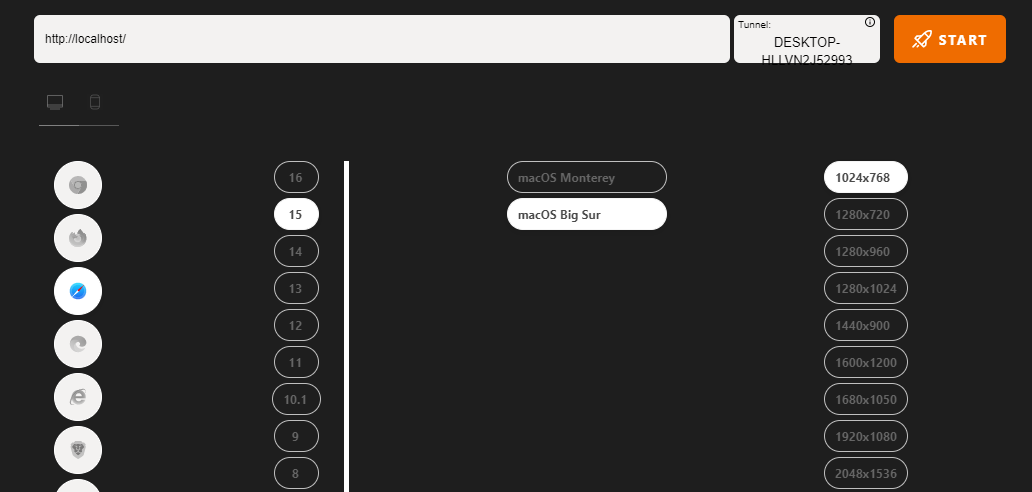 http://localhost/
Tunnel:
DESKTOP-
HLLVN2J52993
START
16
15
14
13
12
11
10.1
9
8
macOS Monterey
macOS Big Sur
1024x768
1280x720
1280x960
1280x1024
1440x900
1600x1200
1680x1050
1920x1080
2048x1536